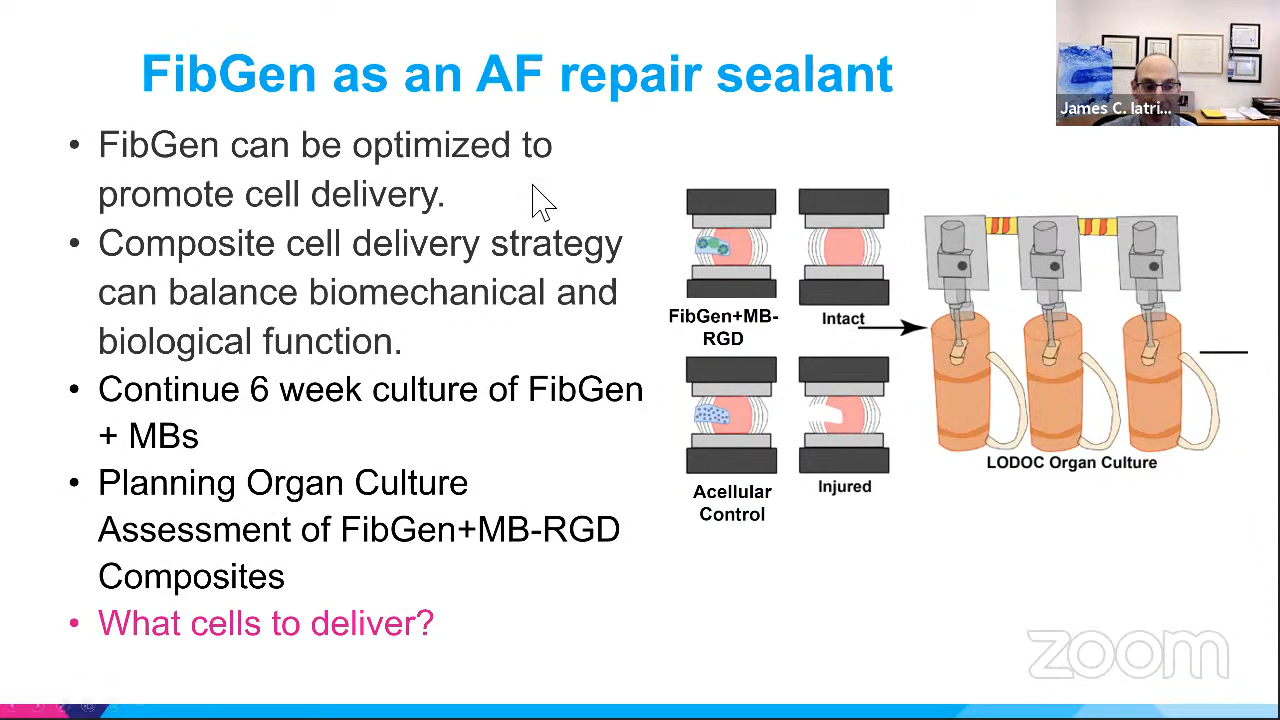 FibGen as an AF repair sealant
James C. Iatri...
• FibGen can be optimized to
promote cell delivery.
• Composite cell delivery strategy
can balance biomechanical and
biological function.
• Continue 6 week culture of FibGen
+ MBs
• Planning Organ Culture
Assessment of FibGen+MB-RGD
Composites
• What cells to deliver?
FibGen+MB-
RGD
Intact
Acellular
Control
Injured
LODOC Organ Culture
zoom